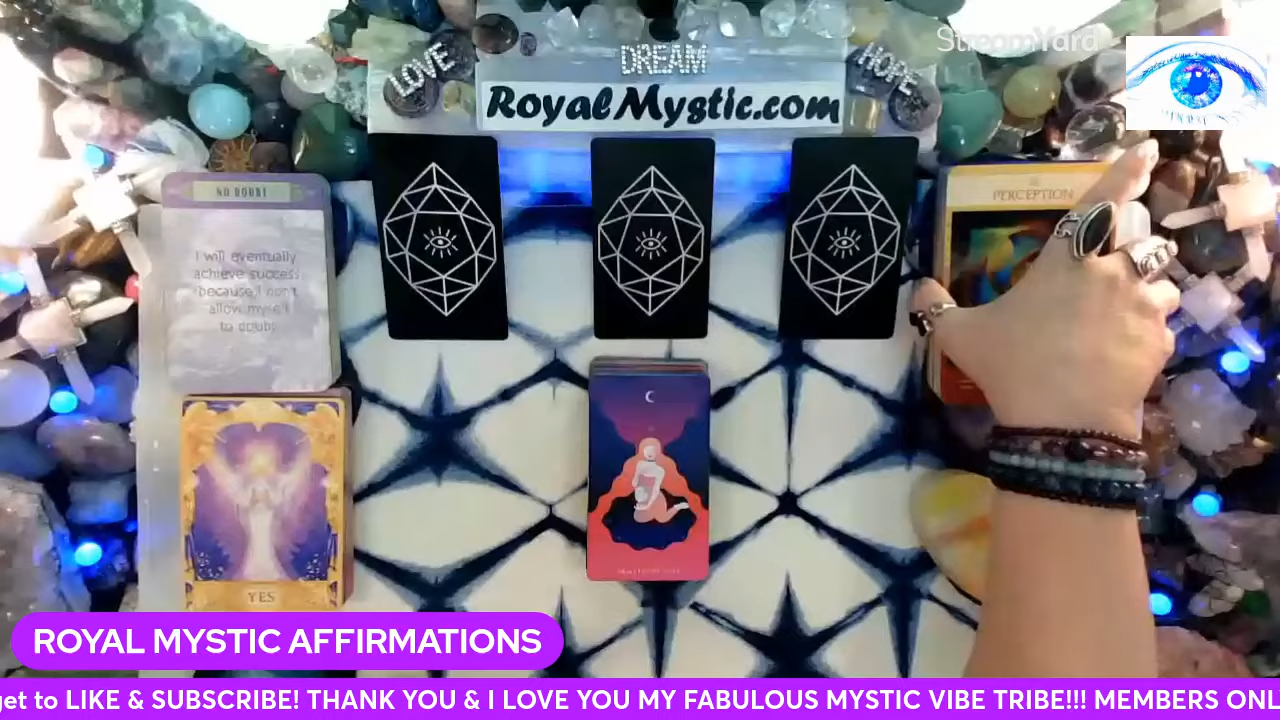 StreamYard
LOVE
DREAM
HOPE
RoyalMystic.com
NO DOUBT
I will eventually
achieve success
because I don't
allow myself
to doubt
PERCEPTION
YES
ROYAL MYSTIC AFFIRMATIONS
get to LIKE & SUBSCRIBE! THANK YOU & I LOVE YOU MY FABULOUS MYSTIC VIBE TRIBE!!! MEMBERS ONL